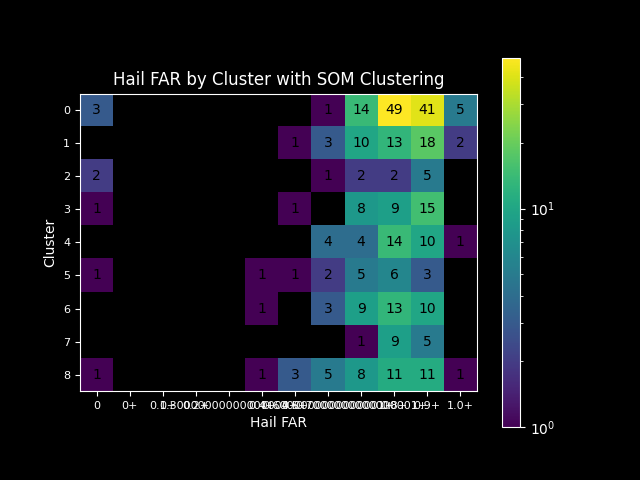 Hail FAR by Cluster with SOM Clustering
0 3 1 14 49 41 5
1 1 3 10 13 18 2
2 2 1 2 2 5
3 1 1 8 9 15
4 4 4 14 10 1
5 1 1 1 2 5 6 3
6 1 3 9 13 10
7 1 9 5
8 1 1 3 5 8 11 11 1
0 0+ 0.9+ 1.0+
Hail FAR
Cluster
10¹
10⁰